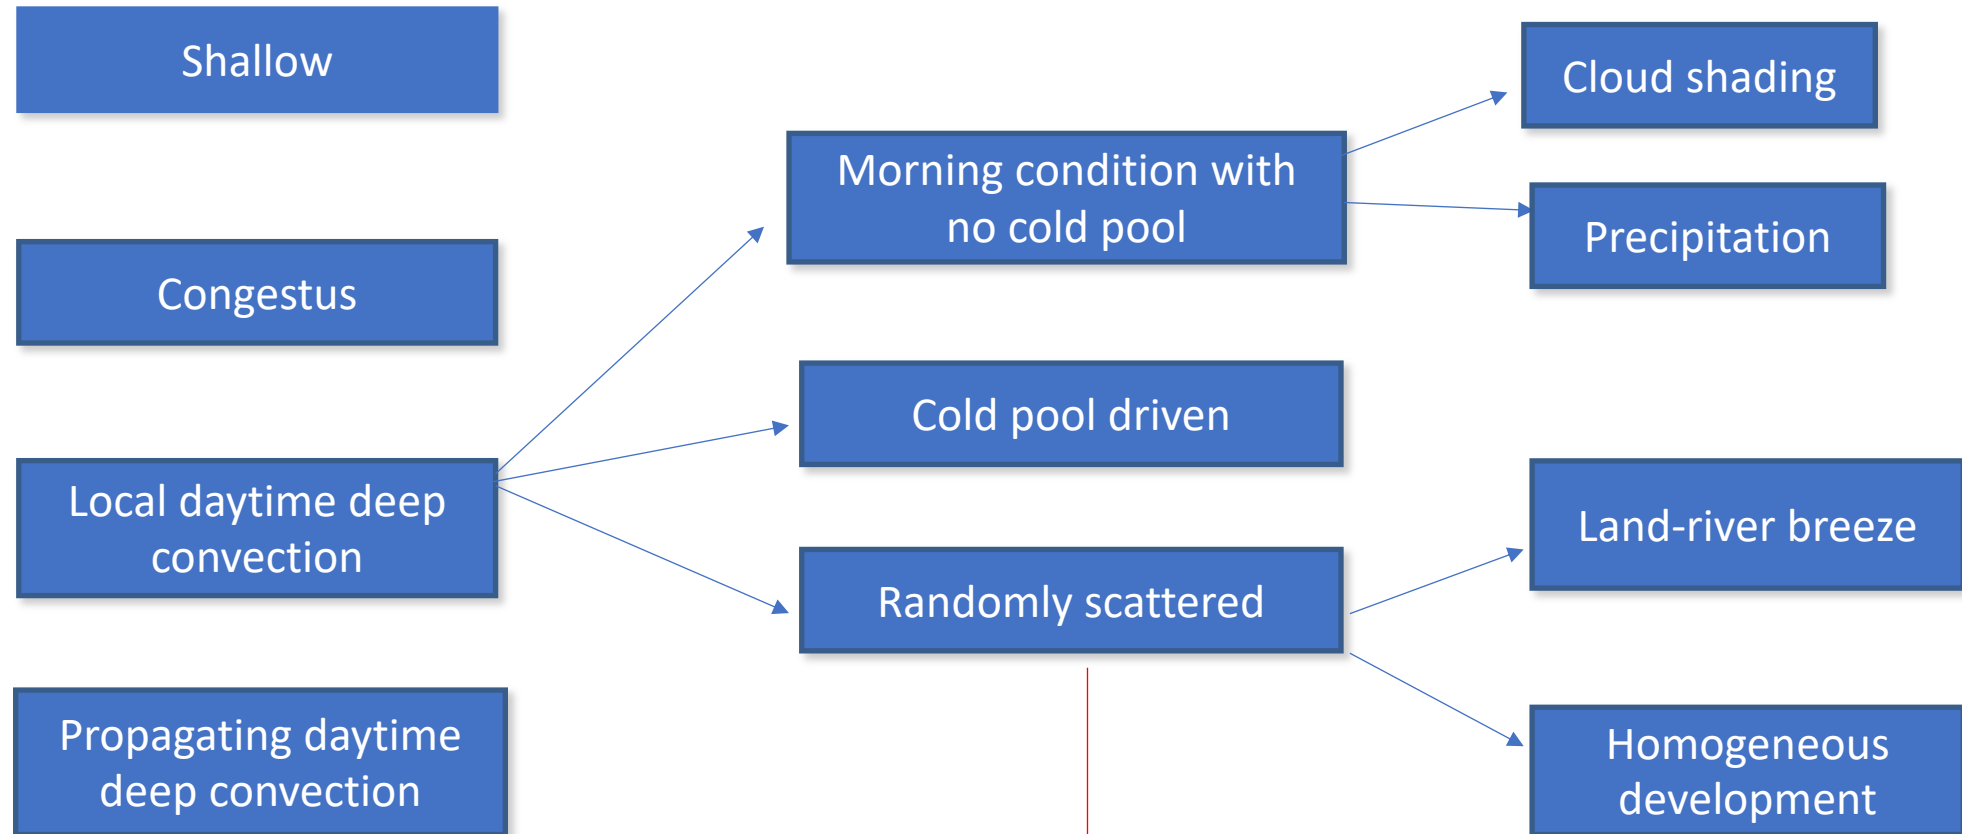 Shallow
Congestus
Local daytime deep
convection
Propagating daytime
deep convection
Morning condition with
no cold pool
Cold pool driven
Randomly scattered
Cloud shading
Precipitation
Land-river breeze
Homogeneous
development